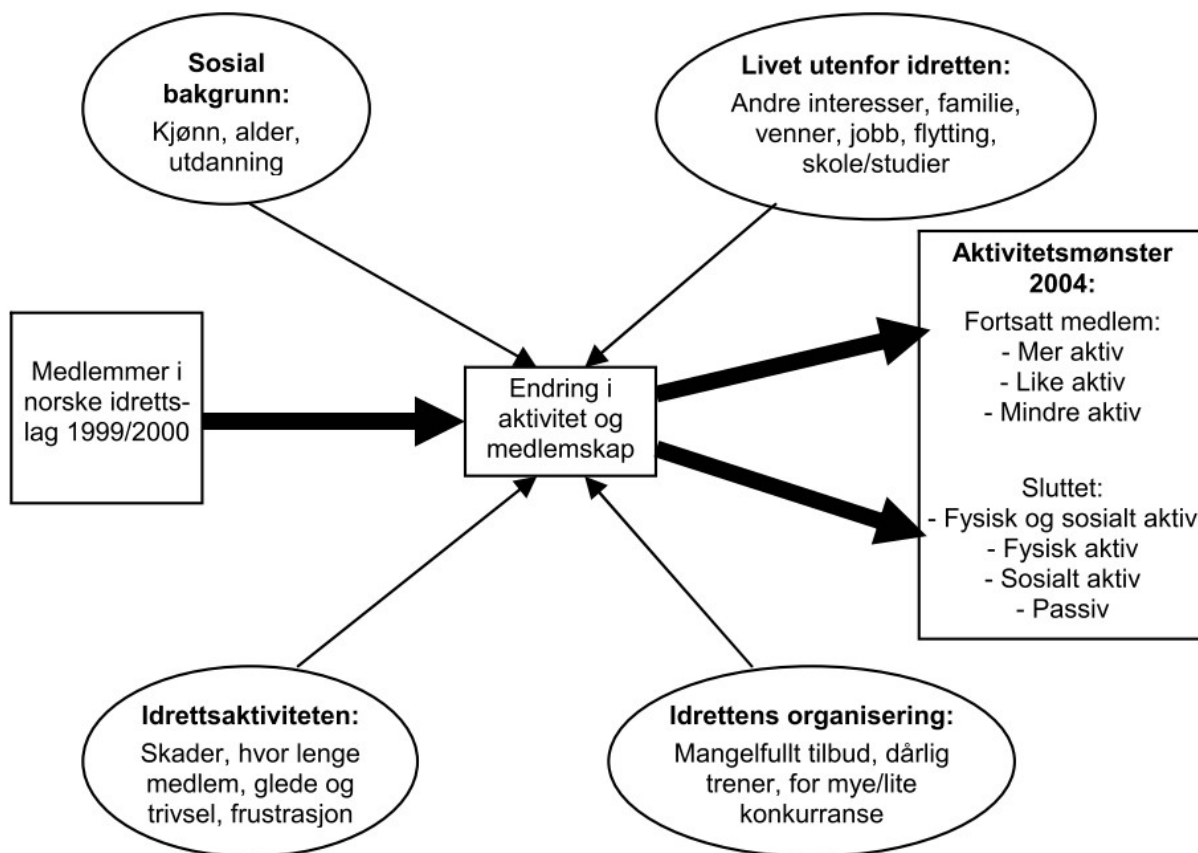 Sosial
bakgrunn:
Kjønn, alder,
utdanning
Livet utenfor idretten:
Andre interesser, familie,
venner, jobb, flytting,
skole/studier
Medlemmer i
norske idretts-
lag 1999/2000
Endring i
aktivitet og
medlemskap
Aktivitetsmønster
2004:
Fortsatt medlem:
- Mer aktiv
- Like aktiv
- Mindre aktiv
Sluttet:
- Fysisk og sosialt aktiv
- Fysisk aktiv
- Sosialt aktiv
- Passiv
Idrettsaktiviteten:
Skader, hvor lenge
medlem, glede og
trivsel, frustrasjon
Idrettens organisering:
Mangelfullt tilbud, dårlig
trener, for mye/lite
konkurranse